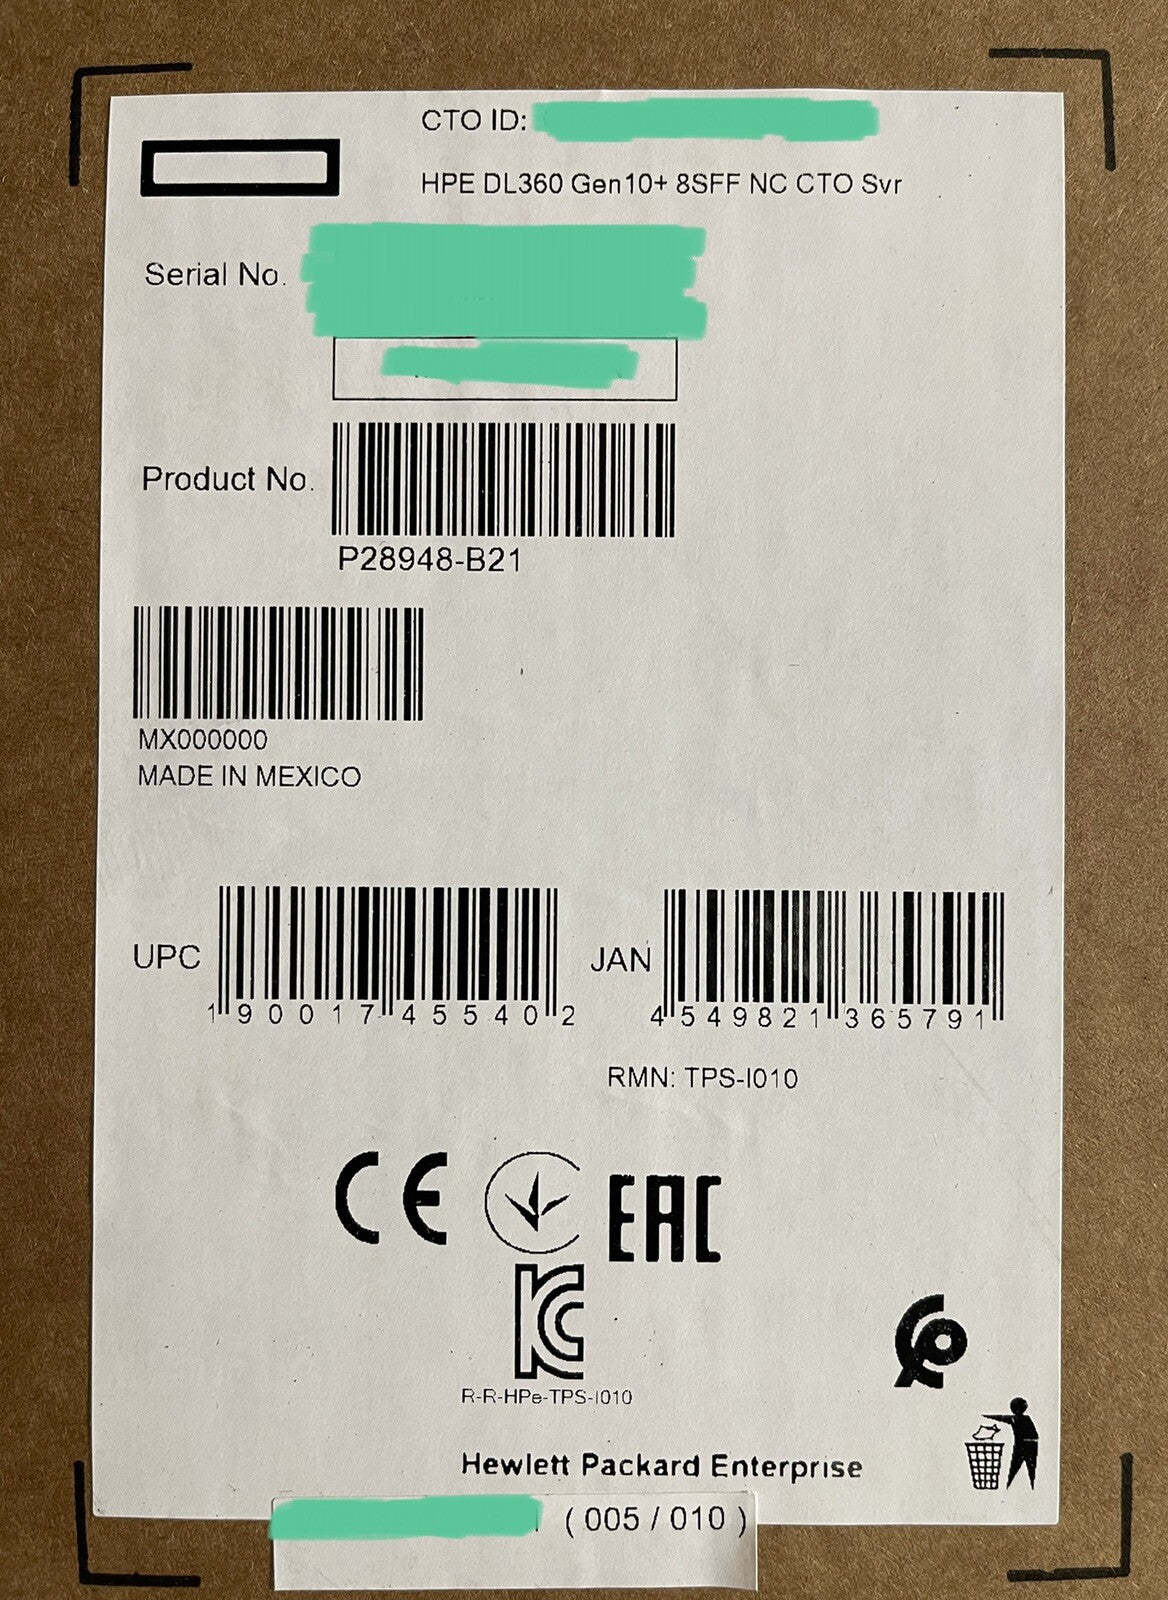 CTO ID:
HPE DL360 Gen10+ 8SFF NC CTO Svr
Serial No.
Product No.
P28948-B21
MX000000
MADE IN MEXICO
UPC
1 90017 45540 2
JAN
4 549821 365791
RMN: TPS-I010
CE
EAC
KC
R-R-HPe-TPS-I010
Hewlett Packard Enterprise
( 005 / 010 )